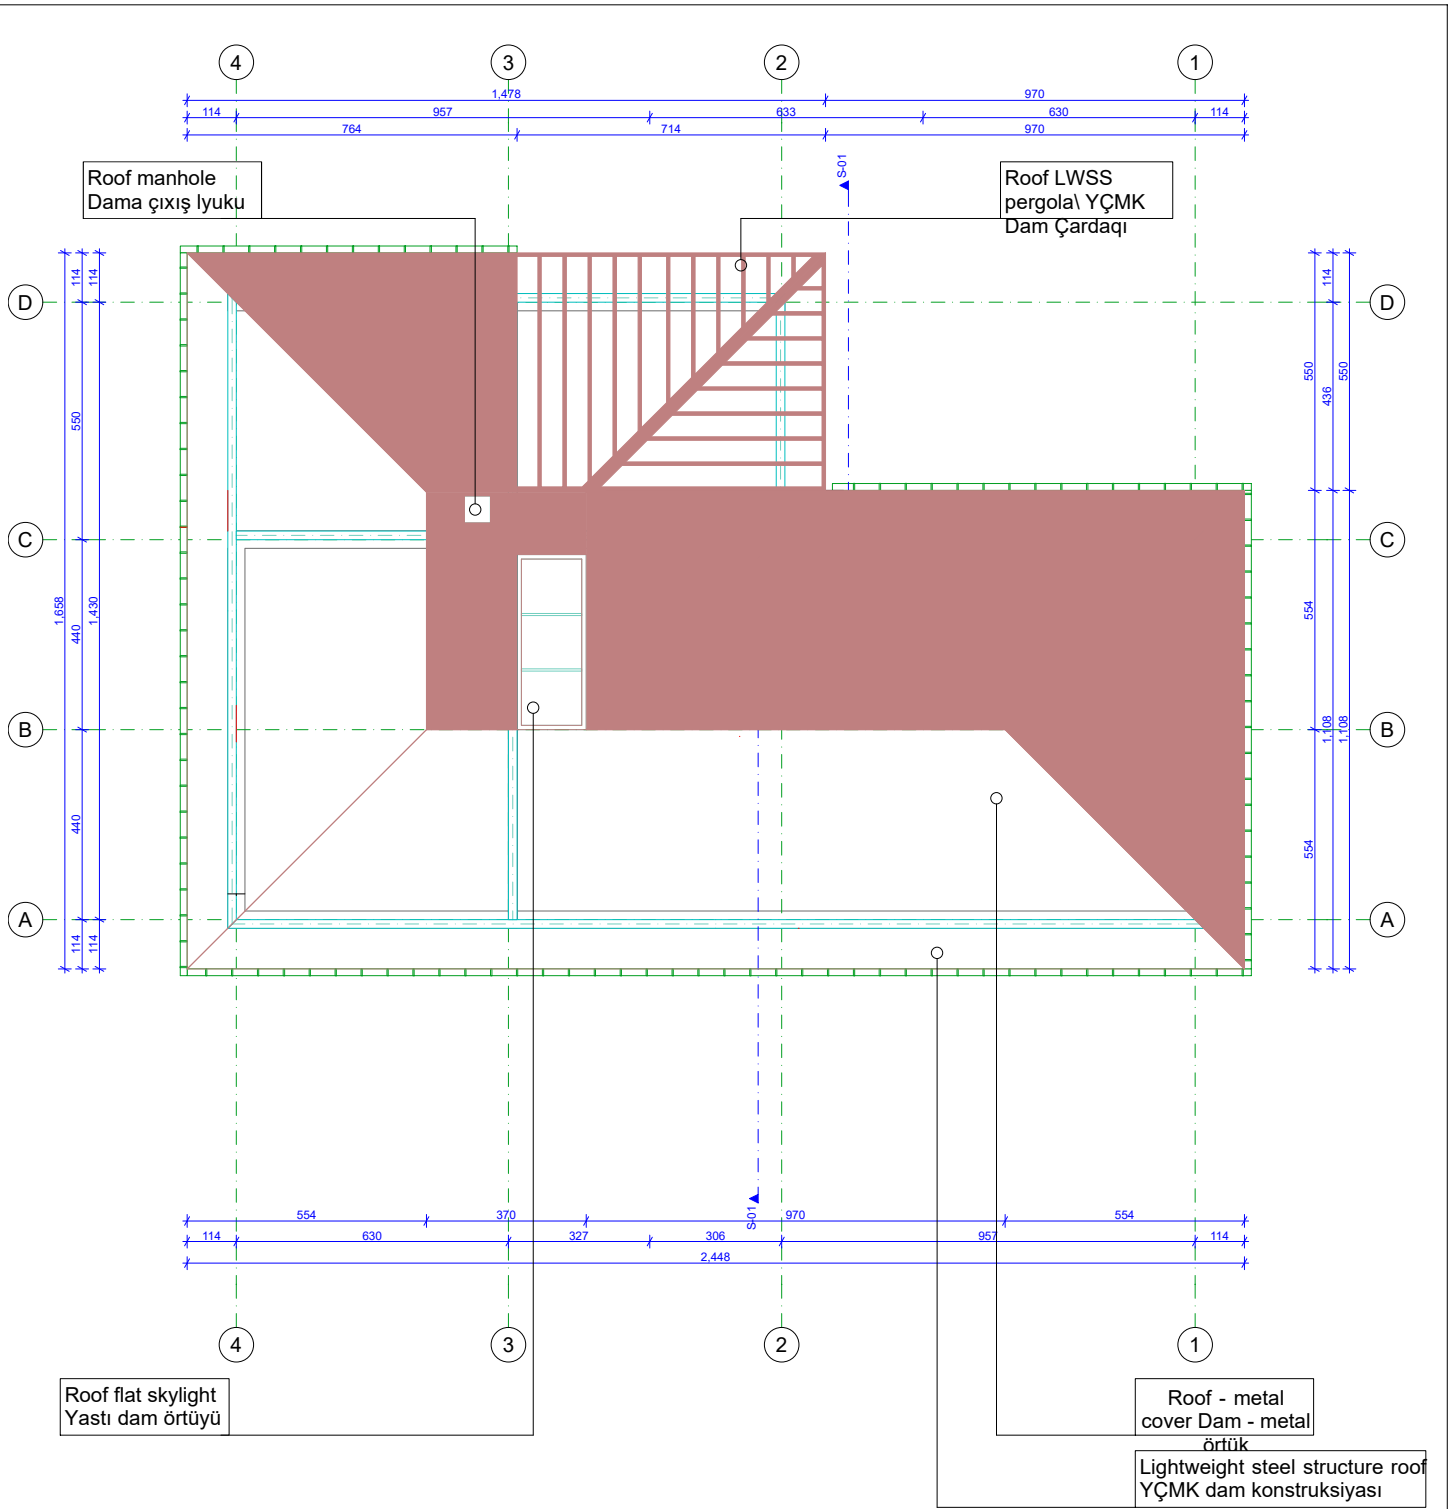 4 3 2 1
1,478 970
114 957 633 630 114
764 714 970
S-01
Roof manhole
Dama çıxış lyuku
Roof LWSS
pergola\ YÇMK
Dam Çardaqı
114 114 114
D D
550 550 436 550
C C
1,658 440 1,430 554
B B
440 554 1,108 1,108
A A
114 114
S-01
554 370 970 554
114 630 327 306 957 114
2,448
4 3 2 1
Roof flat skylight
Yastı dam örtüyü
Roof - metal
cover Dam - metal
örtük
Lightweight steel structure roof
YÇMK dam konstruksiyası